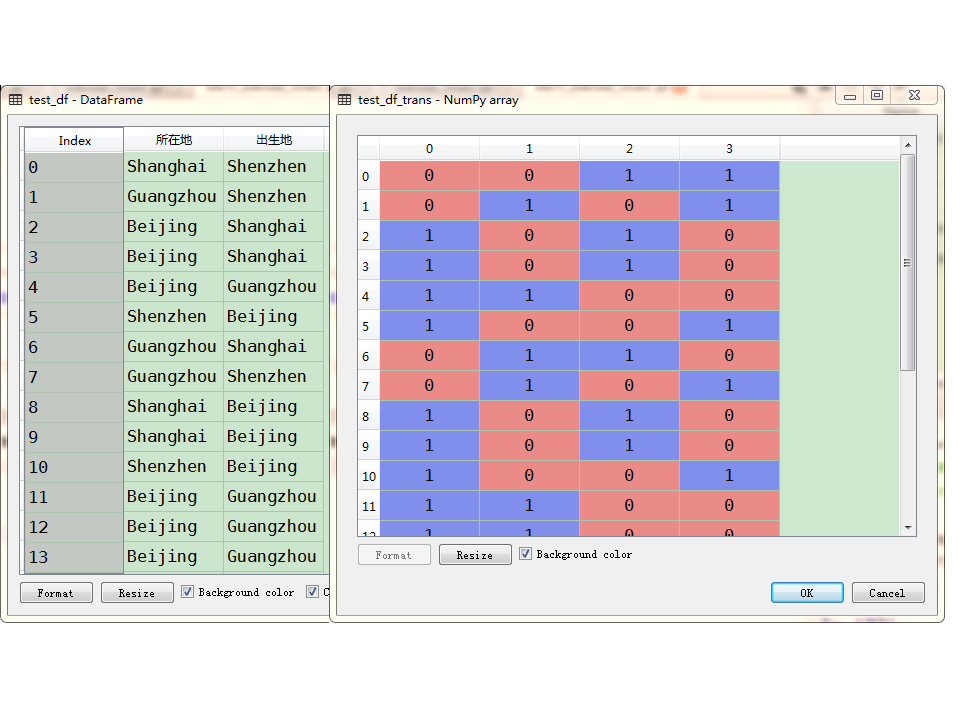 test_df - DataFrame
Index 所在地 出生地
0 Shanghai Shenzhen
1 Guangzhou Shenzhen
2 Beijing Shanghai
3 Beijing Shanghai
4 Beijing Guangzhou
5 Shenzhen Beijing
6 Guangzhou Shanghai
7 Guangzhou Shenzhen
8 Shanghai Beijing
9 Shanghai Beijing
10 Shenzhen Beijing
11 Beijing Guangzhou
12 Beijing Guangzhou
13 Beijing Guangzhou
Format Resize Background color C
test_df_trans - NumPy array
0 1 2 3
0 0 0 1 1
1 0 1 0 1
2 1 0 1 0
3 1 0 1 0
4 1 1 0 0
5 1 0 0 1
6 0 1 1 0
7 0 1 0 1
8 1 0 1 0
9 1 0 1 0
10 1 0 0 1
11 1 1 0 0
12 1 1 0 0
Format Resize Background color
OK Cancel